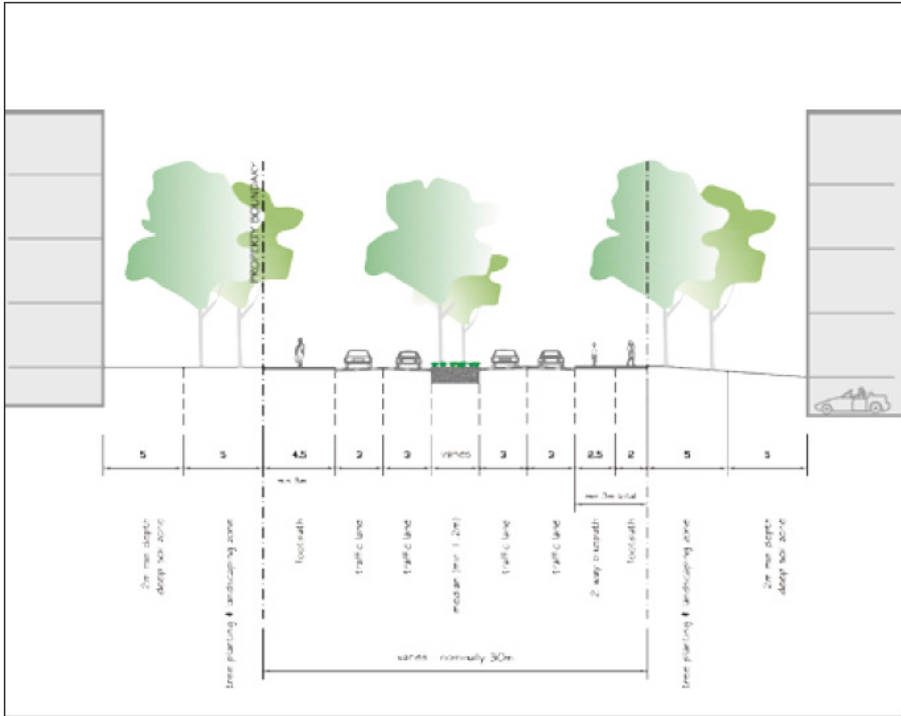 PROPERTY BOUNDARY
5
5
4.5
3
3
varies
3
3
2.5
2
5
5
2m min depth
deep soil zone
tree planting + landscaping zone
footpath
traffic lane
traffic lane
median (min 1.2m)
traffic lane
traffic lane
2 way
footpath
tree planting + landscaping zone
2m min depth
deep soil zone
varies nominally 30m